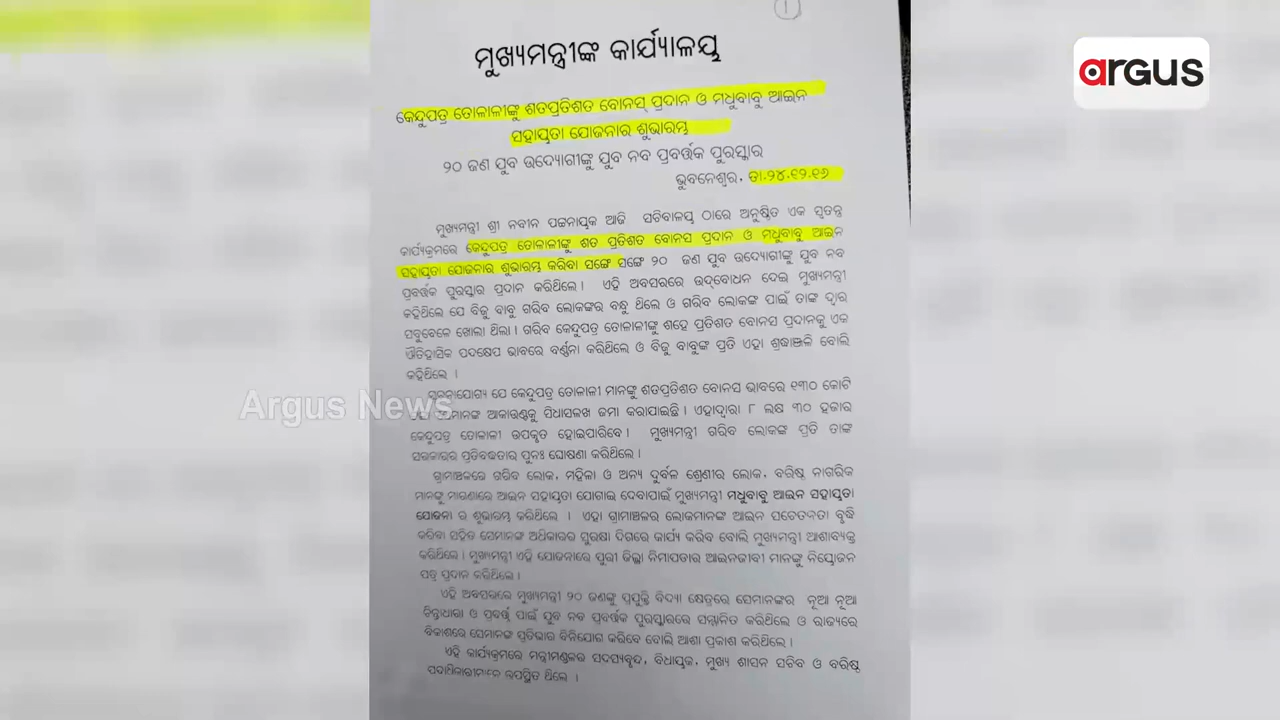 1
argus
ମୁଖ୍ୟମନ୍ତ୍ରୀଙ୍କ କାର୍ଯ୍ୟାଳୟ
କେନ୍ଦୁପତ୍ର ତୋଳାଳୀଙ୍କୁ ଶତପ୍ରତିଶତ ବୋନସ୍ ପ୍ରଦାନ ଓ ମଧୁବାବୁ ଆଇନ
ସହାୟତା ଯୋଜନାର ଶୁଭାରମ୍ଭ
୨୦ ଜଣ ଯୁବ ଉଦ୍ୟୋଗୀଙ୍କୁ ଯୁବ ନବ ପ୍ରବର୍ତ୍ତକ ପୁରସ୍କାର
ଭୁବନେଶ୍ୱର, ତା.୨୪.୧୨.୧୬
ମୁଖ୍ୟମନ୍ତ୍ରୀ ଶ୍ରୀ ନବୀନ ପଟ୍ଟନାୟକ ଆଜି ସଚିବାଳୟ ଠାରେ ଅନୁଷ୍ଠିତ ଏକ ସ୍ୱତନ୍ତ୍ର
କାର୍ଯ୍ୟକ୍ରମରେ କେନ୍ଦୁପତ୍ର ତୋଳାଳୀଙ୍କୁ ଶତ ପ୍ରତିଶତ ବୋନସ ପ୍ରଦାନ ଓ ମଧୁବାବୁ ଆଇନ
ସହାୟତା ଯୋଜନାର ଶୁଭାରମ୍ଭ କରିବା ସଙ୍ଗେ ସଙ୍ଗେ ୨୦ ଜଣ ଯୁବ ଉଦ୍ୟୋଗୀଙ୍କୁ ଯୁବ ନବ
ପ୍ରବର୍ତ୍ତକ ପୁରସ୍କାର ପ୍ରଦାନ କରିଥିଲେ। ଏହି ଅବସରରେ ଉଦ୍‌ବୋଧନ ଦେଇ ମୁଖ୍ୟମନ୍ତ୍ରୀ
କହିଥିଲେ ଯେ ବିଜୁ ବାବୁ ଗରିବ ଲୋକଙ୍କର ବନ୍ଧୁ ଥିଲେ ଓ ଗରିବ ଲୋକଙ୍କ ପାଇଁ ତାଙ୍କ ଦ୍ୱାର
ସବୁବେଳେ ଖୋଲା ଥିଲା। ଗରିବ କେନ୍ଦୁପତ୍ର ତୋଳାଳୀଙ୍କୁ ଶହେ ପ୍ରତିଶତ ବୋନସ ପ୍ରଦାନକୁ ଏକ
ଐତିହାସିକ ପଦକ୍ଷେପ ଭାବରେ ବର୍ଣ୍ଣନା କରିଥିଲେ ଓ ବିଜୁ ବାବୁଙ୍କ ପ୍ରତି ଏହା ଶ୍ରଦ୍ଧାଞ୍ଜଳି ବୋଲି
କହିଥିଲେ ।
ସୂଚନାଯୋଗ୍ୟ ଯେ କେନ୍ଦୁପତ୍ର ତୋଳାଳୀ ମାନଙ୍କୁ ଶତପ୍ରତିଶତ ବୋନସ ଭାବରେ ୧୩୦ କୋଟି
ଆକାଉଣ୍ଟକୁ ସିଧାସଳଖ ଜମା କରାଯାଇଛି। ଏହାଦ୍ୱାରା ୮ ଲକ୍ଷ ୩୦ ହଜାର
Argus News
କେନ୍ଦୁପତ୍ର ତୋଳାଳୀ ଉପକୃତ ହୋଇପାରିବେ। ମୁଖ୍ୟମନ୍ତ୍ରୀ ଗରିବ ଲୋକଙ୍କ ପ୍ରତି ତାଙ୍କ
ସରକାରର ପ୍ରତିବଦ୍ଧତାର ପୁନଃ ଘୋଷଣା କରିଥିଲେ।
ଗ୍ରାମାଞ୍ଚଳରେ ଗରିବ ଲୋକ, ମହିଳା ଓ ଅନ୍ୟ ଦୁର୍ବଳ ଶ୍ରେଣୀର ଲୋକ, ବରିଷ୍ଠ ନାଗରିକ
ମାନଙ୍କୁ ମାଗଣାରେ ଆଇନ ସହାୟତା ଯୋଗାଇ ଦେବାପାଇଁ ମୁଖ୍ୟମନ୍ତ୍ରୀ ମଧୁବାବୁ ଆଇନ ସହାୟତା
ଯୋଜନା ର ଶୁଭାରମ୍ଭ କରିଥିଲେ । ଏହା ଗ୍ରାମାଞ୍ଚଳର ଲୋକମାନଙ୍କ ଆଇନ ସଚେତନତା ବୃଦ୍ଧି
କରିବା ସହିତ ସେମାନଙ୍କ ଅଧିକାରର ସୁରକ୍ଷା ଦିଗରେ କାର୍ଯ୍ୟ କରିବ ବୋଲି ମୁଖ୍ୟମନ୍ତ୍ରୀ ଆଶାବ୍ୟକ୍ତ
କରିଥିଲେ। ମୁଖ୍ୟମନ୍ତ୍ରୀ ଏହି ଯୋଜନାରେ ପୁରୀ ଜିଲ୍ଲା ନିମାପଡାର ଆଇନଜୀବୀ ମାନଙ୍କୁ ନିୟୋଜନ
ପତ୍ର ପ୍ରଦାନ କରିଥିଲେ।
ଏହି ଅବସରରେ ମୁଖ୍ୟମନ୍ତ୍ରୀ ୨୦ ଜଣଙ୍କୁ ପ୍ରଯୁକ୍ତି ବିଦ୍ୟା କ୍ଷେତ୍ରରେ ସେମାନଙ୍କର ନୂଆ ନୂଆ
ଚିନ୍ତାଧାରା ଓ ପ୍ରବର୍ତ୍ତନ ପାଇଁ ଯୁବ ନବ ପ୍ରବର୍ତ୍ତକ ପୁରସ୍କାରରେ ସମ୍ମାନିତ କରିଥିଲେ ଓ ରାଜ୍ୟରେ
ବିକାଶରେ ସେମାନଙ୍କ ପ୍ରତିଭାର ବିନିଯୋଗ କରିବେ ବୋଲି ଆଶା ପ୍ରକାଶ କରିଥିଲେ।
ଏହି କାର୍ଯ୍ୟକ୍ରମରେ ମନ୍ତ୍ରୀମଣ୍ଡଳର ସଦସ୍ୟବୃନ୍ଦ, ବିଧାୟକ, ମୁଖ୍ୟ ଶାସନ ସଚିବ ଓ ବରିଷ୍ଠ
ପଦାଧିକାରୀମାନେ ଉପସ୍ଥିତ ଥିଲେ ।